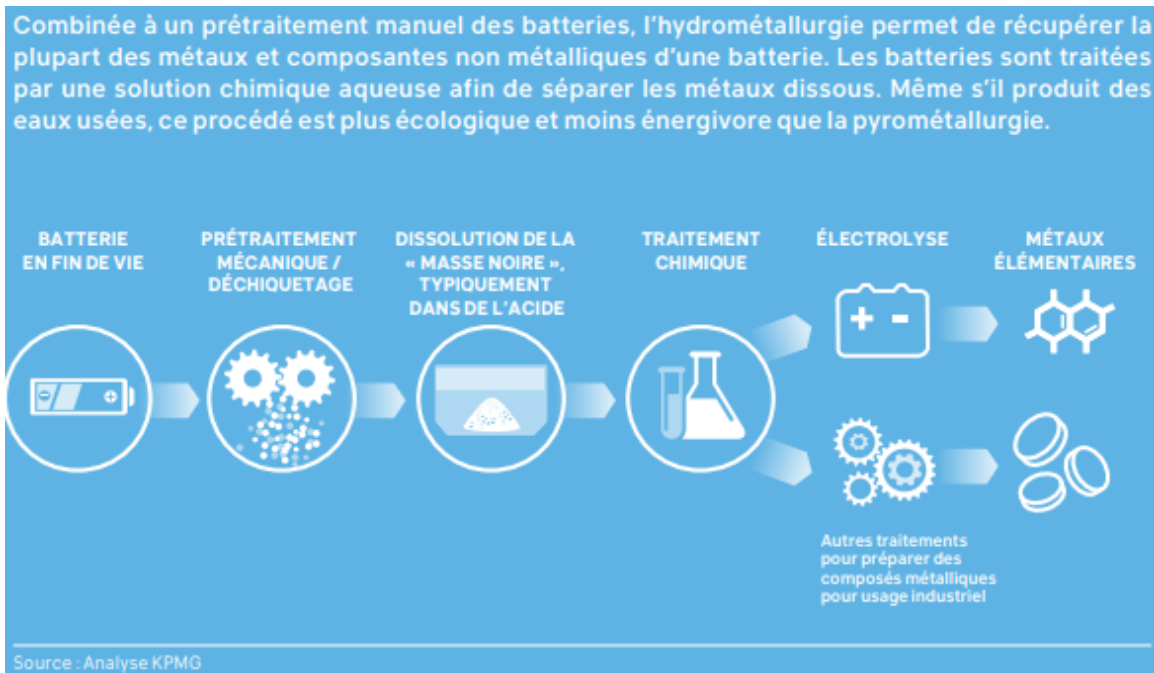 Combinée à un prétraitement manuel des batteries, l’hydrométallurgie permet de récupérer la
plupart des métaux et composantes non métalliques d’une batterie. Les batteries sont traitées
par une solution chimique aqueuse afin de séparer les métaux dissous. Même s’il produit des
eaux usées, ce procédé est plus écologique et moins énergivore que la pyrométallurgie.
BATTERIE
EN FIN DE VIE
PRÉTRAITEMENT
MÉCANIQUE /
DÉCHIQUETAGE
DISSOLUTION DE LA
« MASSE NOIRE »,
TYPIQUEMENT
DANS DE L’ACIDE
TRAITEMENT
CHIMIQUE
ÉLECTROLYSE
MÉTAUX
ÉLÉMENTAIRES
Autres traitements
pour préparer des
composés métalliques
pour usage industriel
Source : Analyse KPMG